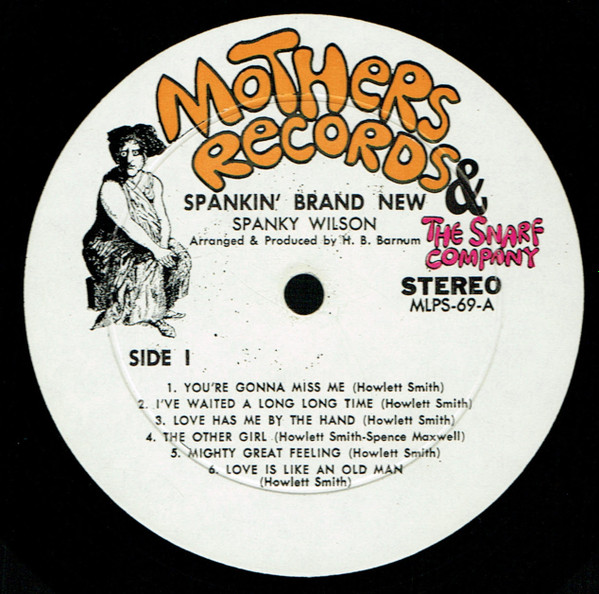 MOTHERS
RECORDS
&
THE SNARF
COMPANY
SPANKIN' BRAND NEW
SPANKY WILSON
Arranged & Produced by H. B. Barnum
STEREO
MLPS-69-A
SIDE I
1. YOU'RE GONNA MISS ME (Howlett Smith)
2. I'VE WAITED A LONG LONG TIME (Howlett Smith)
3. LOVE HAS ME BY THE HAND (Howlett Smith)
4. THE OTHER GIRL (Howlett Smith-Spence Maxwell)
5. MIGHTY GREAT FEELING (Howlett Smith)
6. LOVE IS LIKE AN OLD MAN
(Howlett Smith)